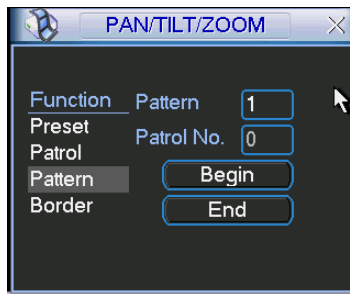 PAN/TILT/ZOOM
Function
Preset
Patrol
Pattern
Border
Pattern 1
Patrol No. 0
Begin
End